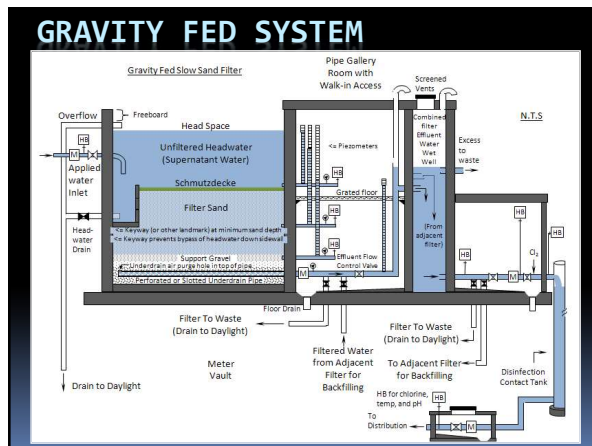 GRAVITY FED SYSTEM
Gravity Fed Slow Sand Filter
Pipe Gallery
Room with
Walk-in Access
Screened
Vents
N.T.S
Overflow
Freeboard
Head Space
HB
M
Applied
water
Inlet
Unfiltered Headwater
(Supernatant Water)
<= Piezometers
HB
Combined
filter
Effluent
Water
Wet
Well
Excess
to
waste
Schmutzdecke
Grated floor
Filter Sand
HB
Head-
water
Drain
<= Keyway (or other landmark) at minimum sand depth
<= Keyway prevents bypass of headwater down sidewall
(From
adjacent
filter)
HB
HB
HB
Support Gravel
Underdrain air purge hole in top of pipe
Effluent Flow
Control Valve
HB
Cl₂
M
M
Perforated or Slotted Underdrain Pipe
Floor Drain
Filter To Waste
(Drain to Daylight)
Filter To Waste
(Drain to Daylight)
Meter
Vault
Filtered Water
from Adjacent
Filter for
Backfilling
To Adjacent Filter
for Backfilling
Disinfection
Contact Tank
Drain to Daylight
HB for chlorine,
temp, and pH
HB
To
Distribution
M